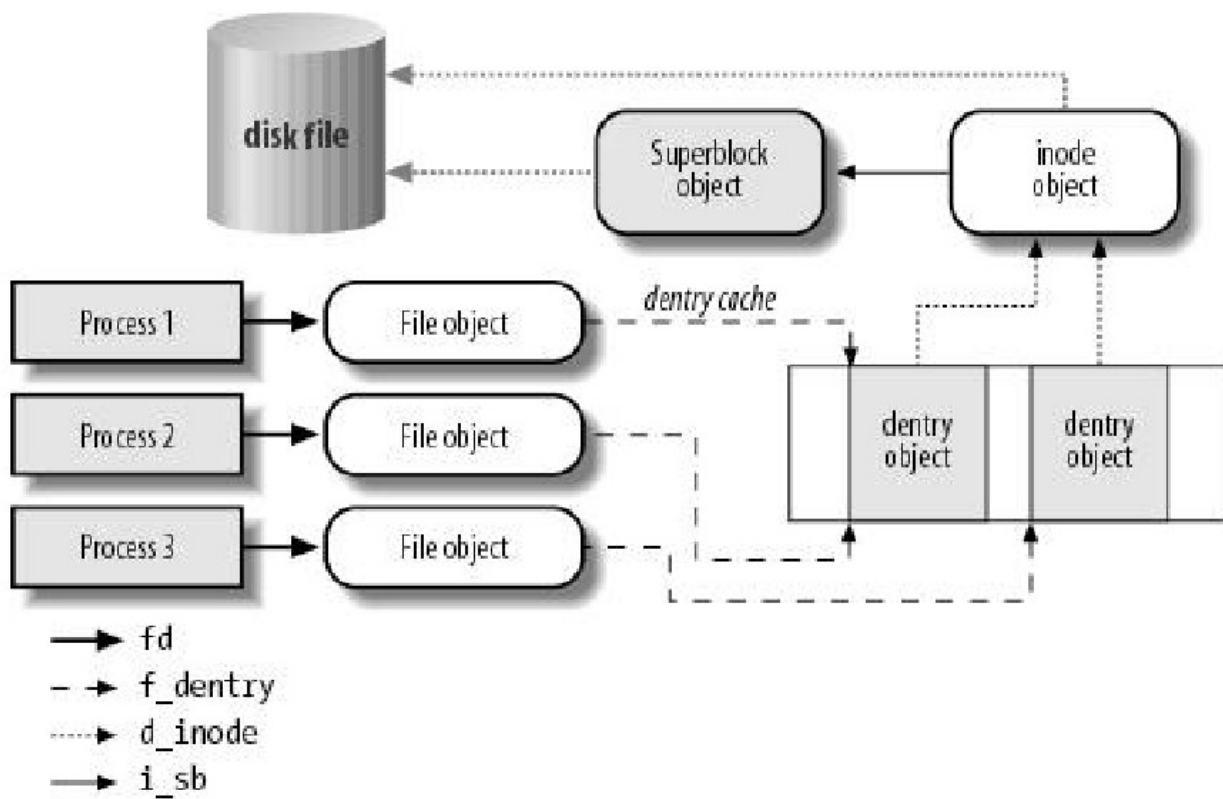 disk file
Superblock
object
inode
object
Process 1
File object
dentry cache
Process 2
File object
dentry
object
dentry
object
Process 3
File object
fd
f_dentry
d_inode
i_sb